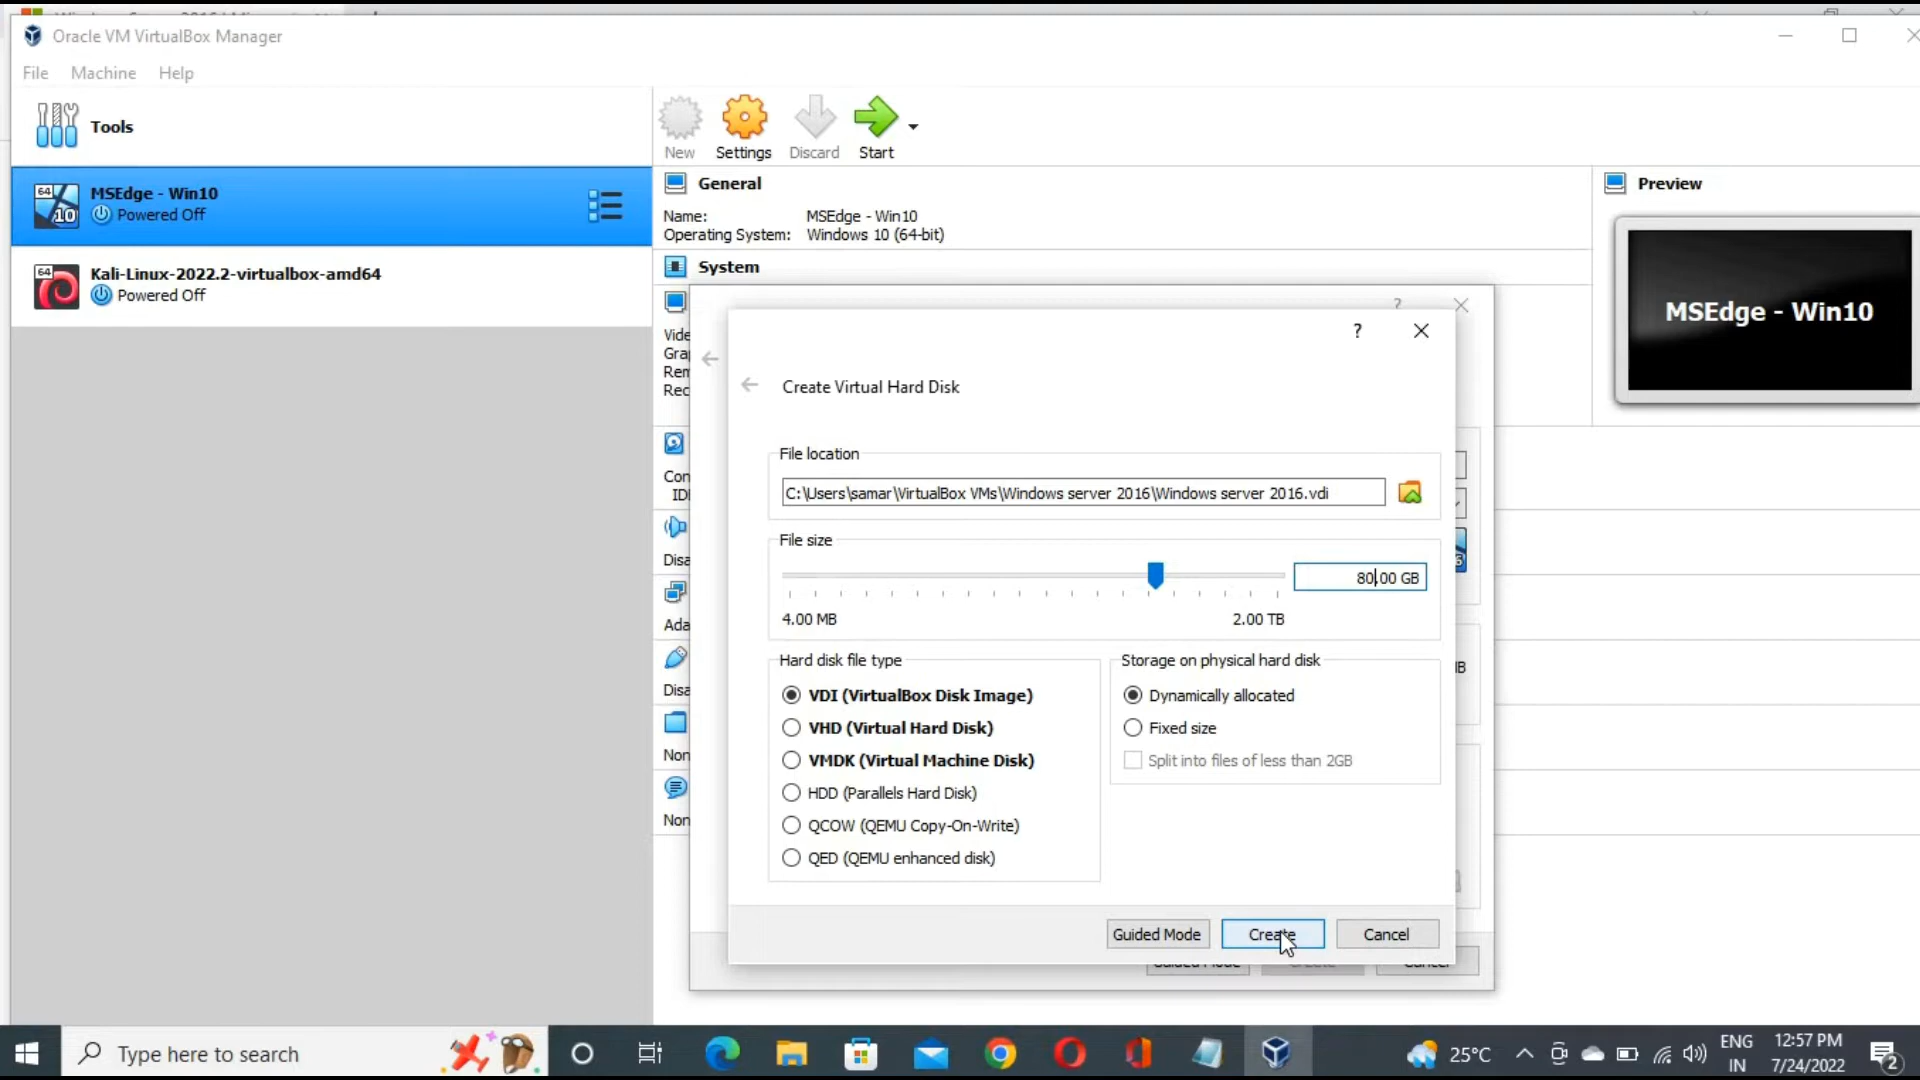 Oracle VM VirtualBox Manager
File Machine Help
Tools
New Settings Discard Start
MSEdge - Win10
Powered Off
Kali-Linux-2022.2-virtualbox-amd64
Powered Off
General
Name: MSEdge - Win10
Operating System: Windows 10 (64-bit)
System
Preview
MSEdge - Win10
?
?
Create Virtual Hard Disk
File location
C:\Users\samar\VirtualBox VMs\Windows server 2016\Windows server 2016.vdi
File size
80.00 GB
4.00 MB 2.00 TB
Hard disk file type
VDI (VirtualBox Disk Image)
VHD (Virtual Hard Disk)
VMDK (Virtual Machine Disk)
HDD (Parallels Hard Disk)
QCOW (QEMU Copy-On-Write)
QED (QEMU enhanced disk)
Storage on physical hard disk
Dynamically allocated
Fixed size
Split into files of less than 2GB
Guided Mode Create Cancel
Type here to search
25°C
ENG
IN
12:57 PM
7/24/2022
2